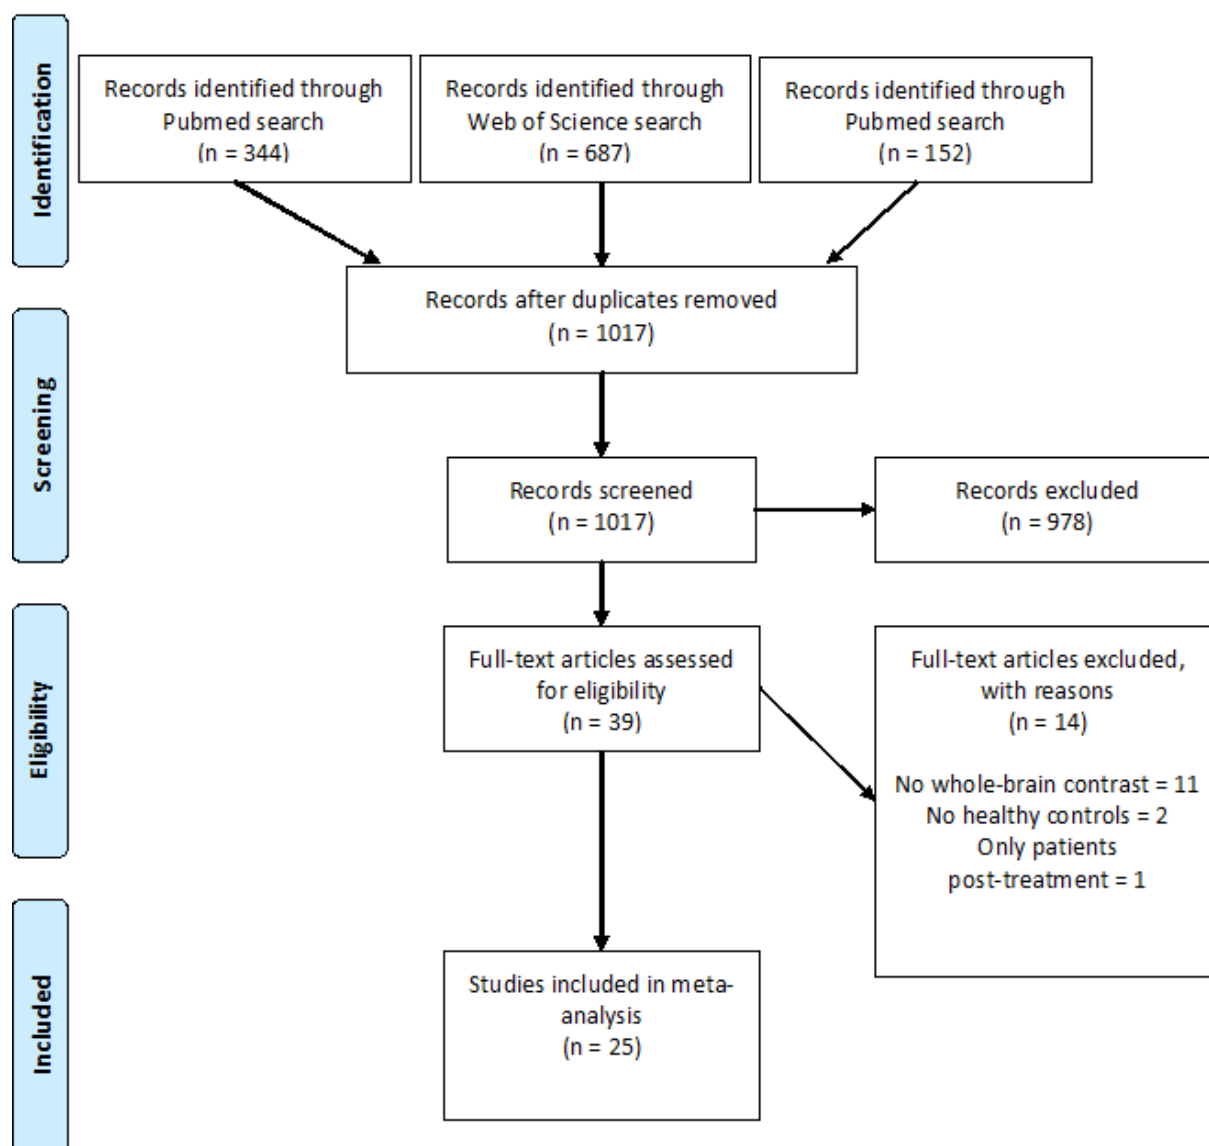 Identification
Records identified through
Pubmed search
(n = 344)
Records identified through
Web of Science search
(n = 687)
Records identified through
Pubmed search
(n = 152)
Records after duplicates removed
(n = 1017)
Screening
Records screened
(n = 1017)
Records excluded
(n = 978)
Eligibility
Full-text articles assessed
for eligibility
(n = 39)
Full-text articles excluded,
with reasons
(n = 14)
No whole-brain contrast = 11
No healthy controls = 2
Only patients
post-treatment = 1
Included
Studies included in meta-
analysis
(n = 25)